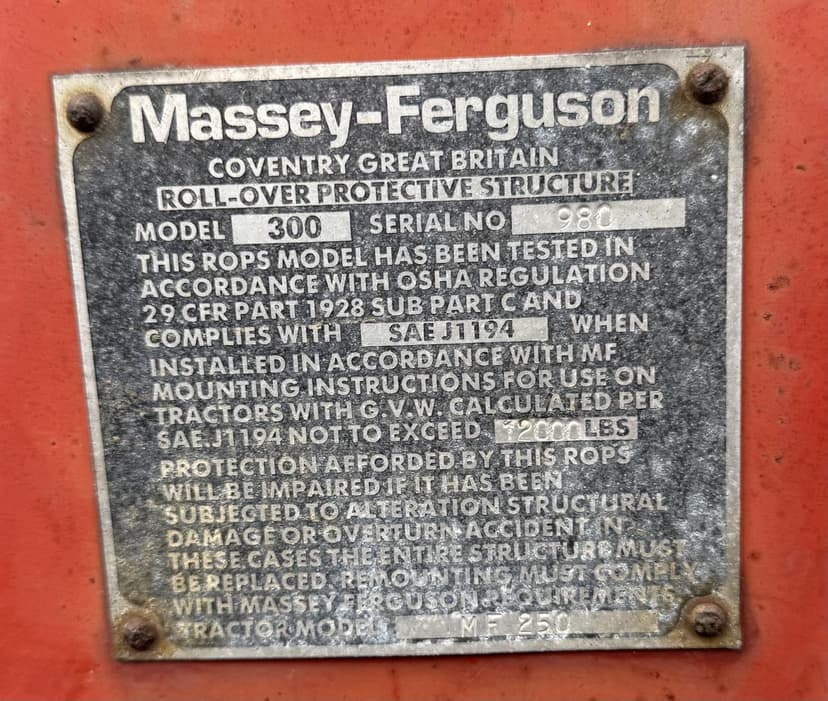 Massey-Ferguson
COVENTRY GREAT BRITAIN
ROLL-OVER PROTECTIVE STRUCTURE
MODEL 300 SERIAL NO 980
THIS ROPS MODEL HAS BEEN TESTED IN
ACCORDANCE WITH OSHA REGULATION
29 CFR PART 1928 SUB PART C AND
COMPLIES WITH SAE J1194 WHEN
INSTALLED IN ACCORDANCE WITH MF
MOUNTING INSTRUCTIONS FOR USE ON
TRACTORS WITH G.V.W. CALCULATED PER
SAE.J1194 NOT TO EXCEED 12000 LBS
PROTECTION AFFORDED BY THIS ROPS
WILL BE IMPAIRED IF IT HAS BEEN
SUBJECTED TO ALTERATION STRUCTURAL
DAMAGE OR OVERTURN ACCIDENT IN
THESE CASES THE ENTIRE STRUCTURE MUST
BE REPLACED. REMOUNTING MUST COMPLY
WITH MASSEY FERGUSON REQUIREMENTS
TRACTOR MODEL MF 250